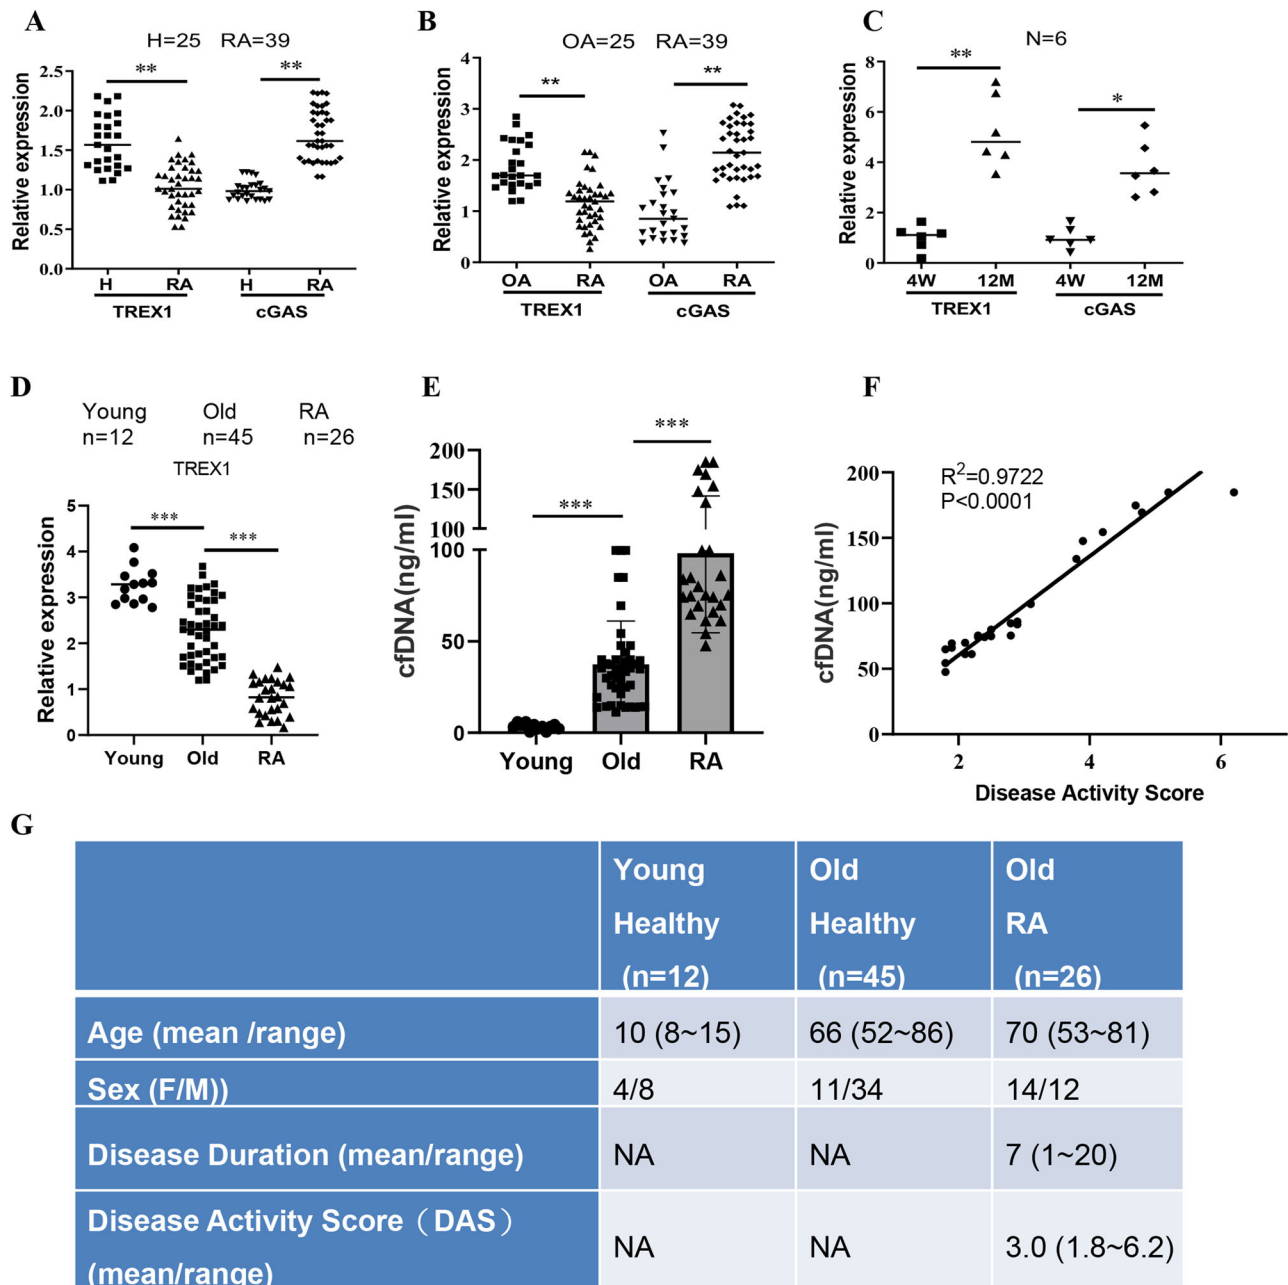 A
H=25 RA=39
**
**
Relative expression
2.5
2.0
1.5
1.0
0.5
0.0
H RA H RA
TREX1 cGAS
B
OA=25 RA=39
**
**
Relative expression
4
3
2
1
0
OA RA OA RA
TREX1 cGAS
C
N=6
**
*
Relative expression
8
6
4
2
0
4W 12M 4W 12M
TREX1 cGAS
D
Young Old RA
n=12 n=45 n=26
TREX1
***
***
Relative expression
5
4
3
2
1
0
Young Old RA
E
***
***
cfDNA(ng/ml)
200
150
100
100
50
0
Young Old RA
F
R²=0.9722
P<0.0001
cfDNA(ng/ml)
200
150
100
50
0
2 4 6
Disease Activity Score
G
Young Healthy (n=12) Old Healthy (n=45) Old RA (n=26)
Age (mean /range) 10 (8~15) 66 (52~86) 70 (53~81)
Sex (F/M)) 4/8 11/34 14/12
Disease Duration (mean/range) NA NA 7 (1~20)
Disease Activity Score（DAS）
(mean/range) NA NA 3.0 (1.8~6.2)